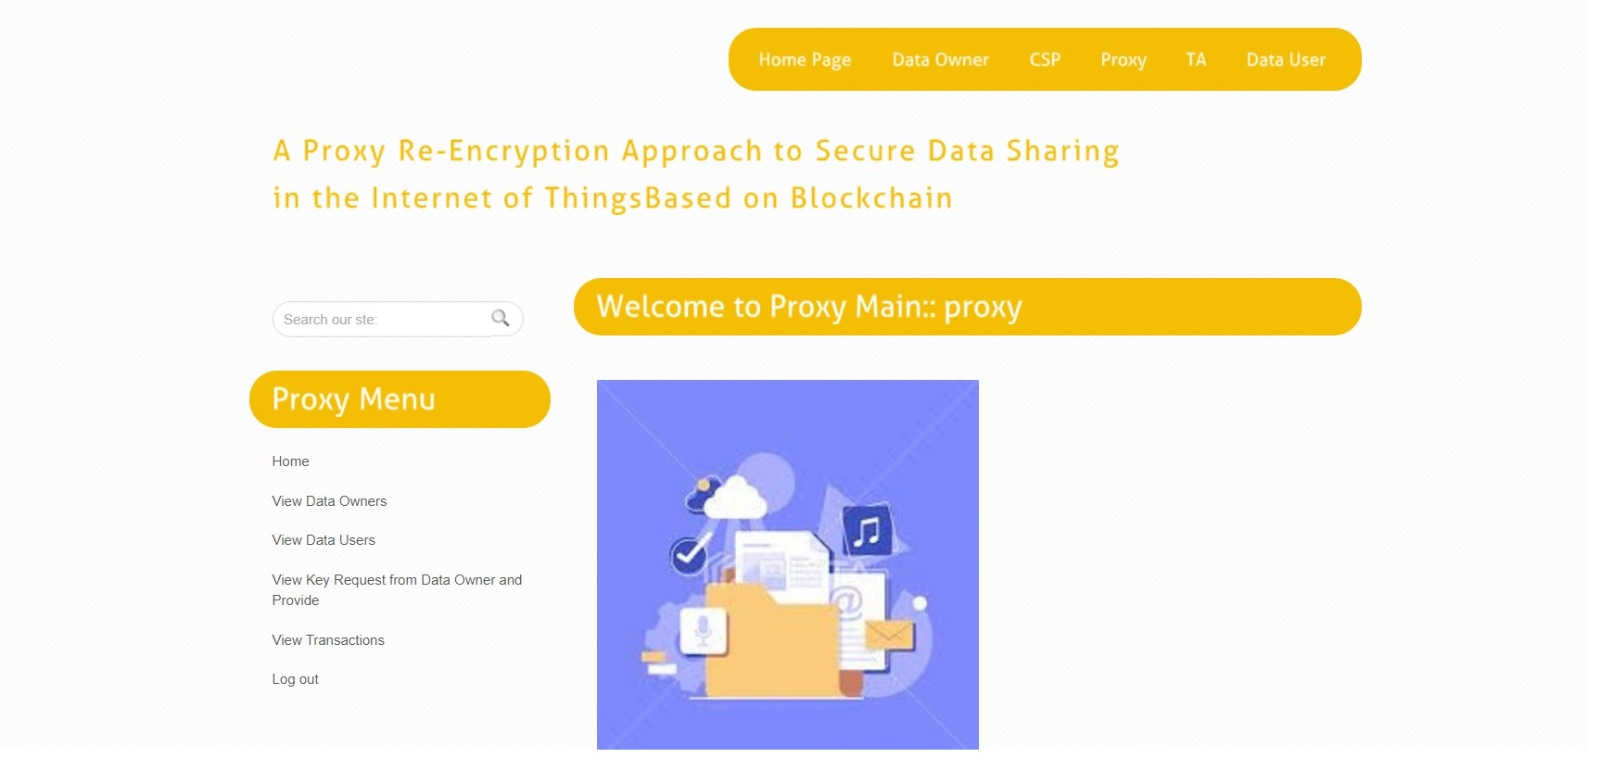 Home Page Data Owner CSP Proxy TA Data User
A Proxy Re-Encryption Approach to Secure Data Sharing
in the Internet of ThingsBased on Blockchain
Search our ste:
Welcome to Proxy Main:: proxy
Proxy Menu
Home
View Data Owners
View Data Users
View Key Request from Data Owner and
Provide
View Transactions
Log out
@